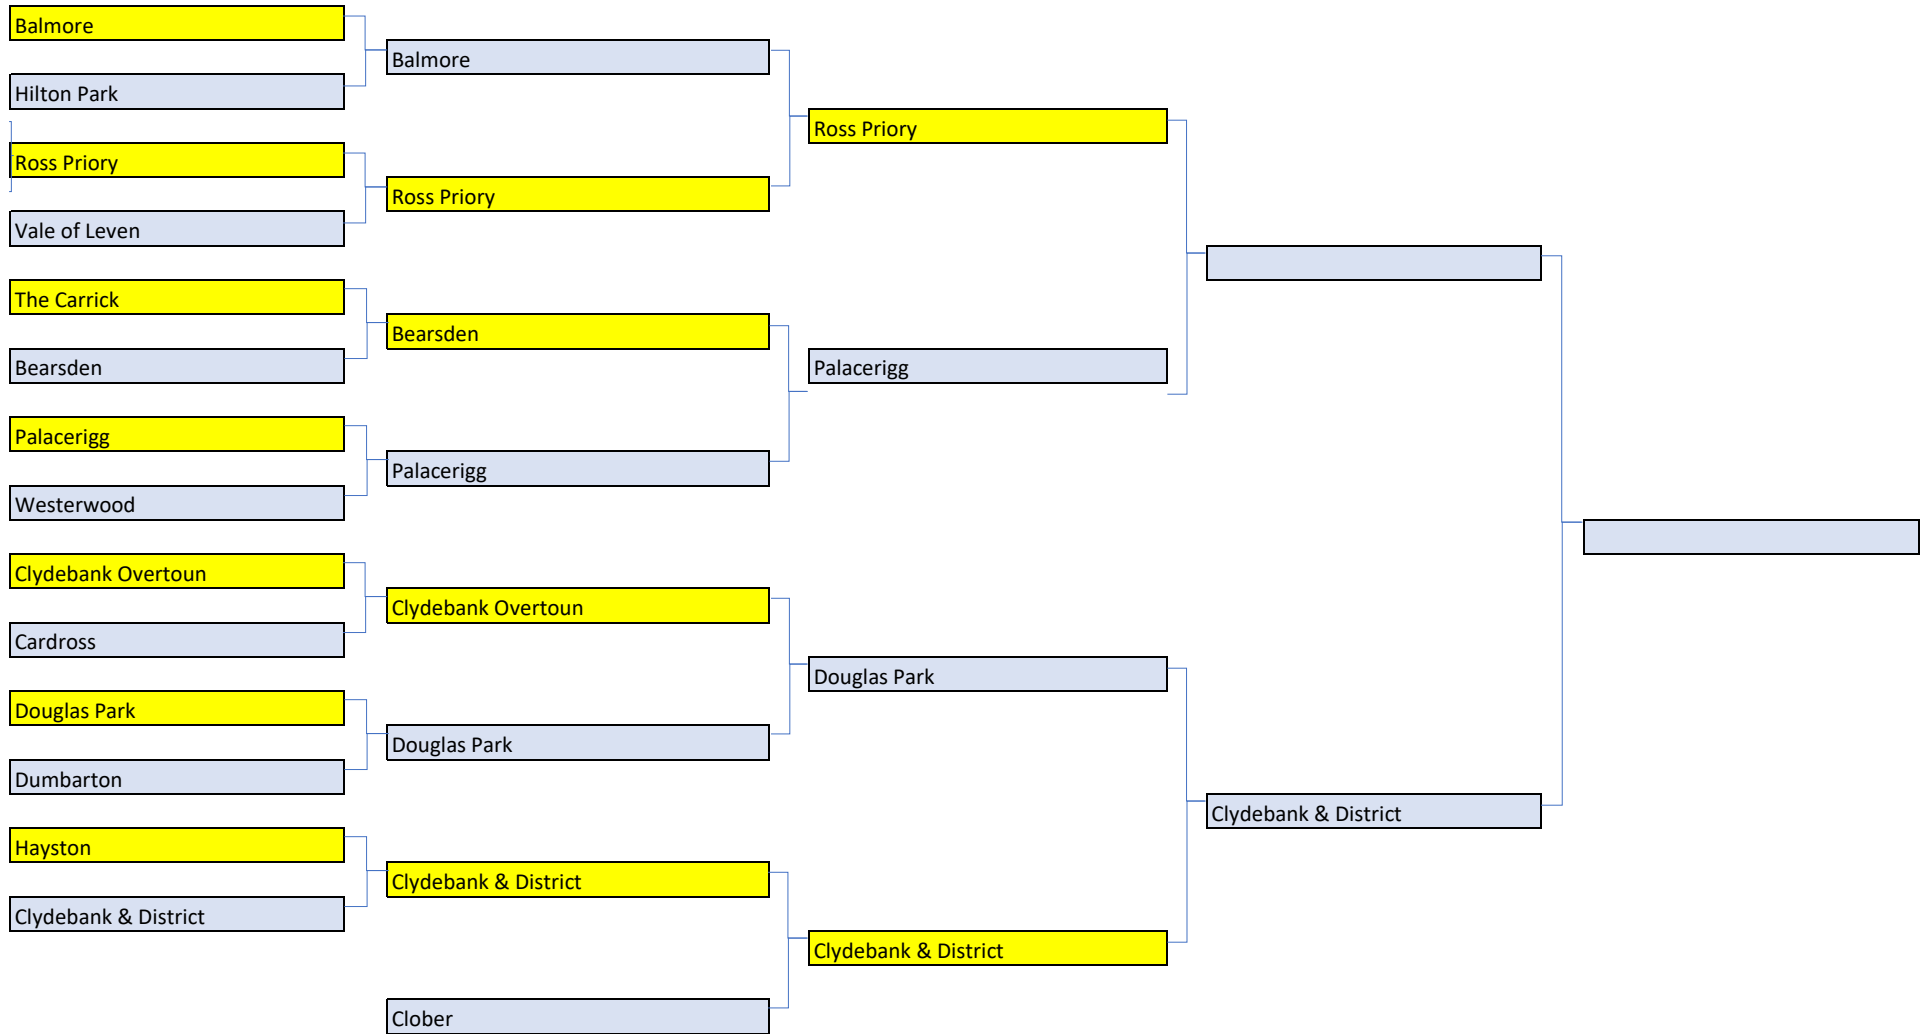 Balmore
Hilton Park
Ross Priory
Vale of Leven
The Carrick
Bearsden
Palacerigg
Westerwood
Clydebank Overtoun
Cardross
Douglas Park
Dumbarton
Hayston
Clydebank & District
Balmore
Ross Priory
Bearsden
Palacerigg
Clydebank Overtoun
Douglas Park
Clydebank & District
Clober
Ross Priory
Palacerigg
Douglas Park
Clydebank & District
Clydebank & District